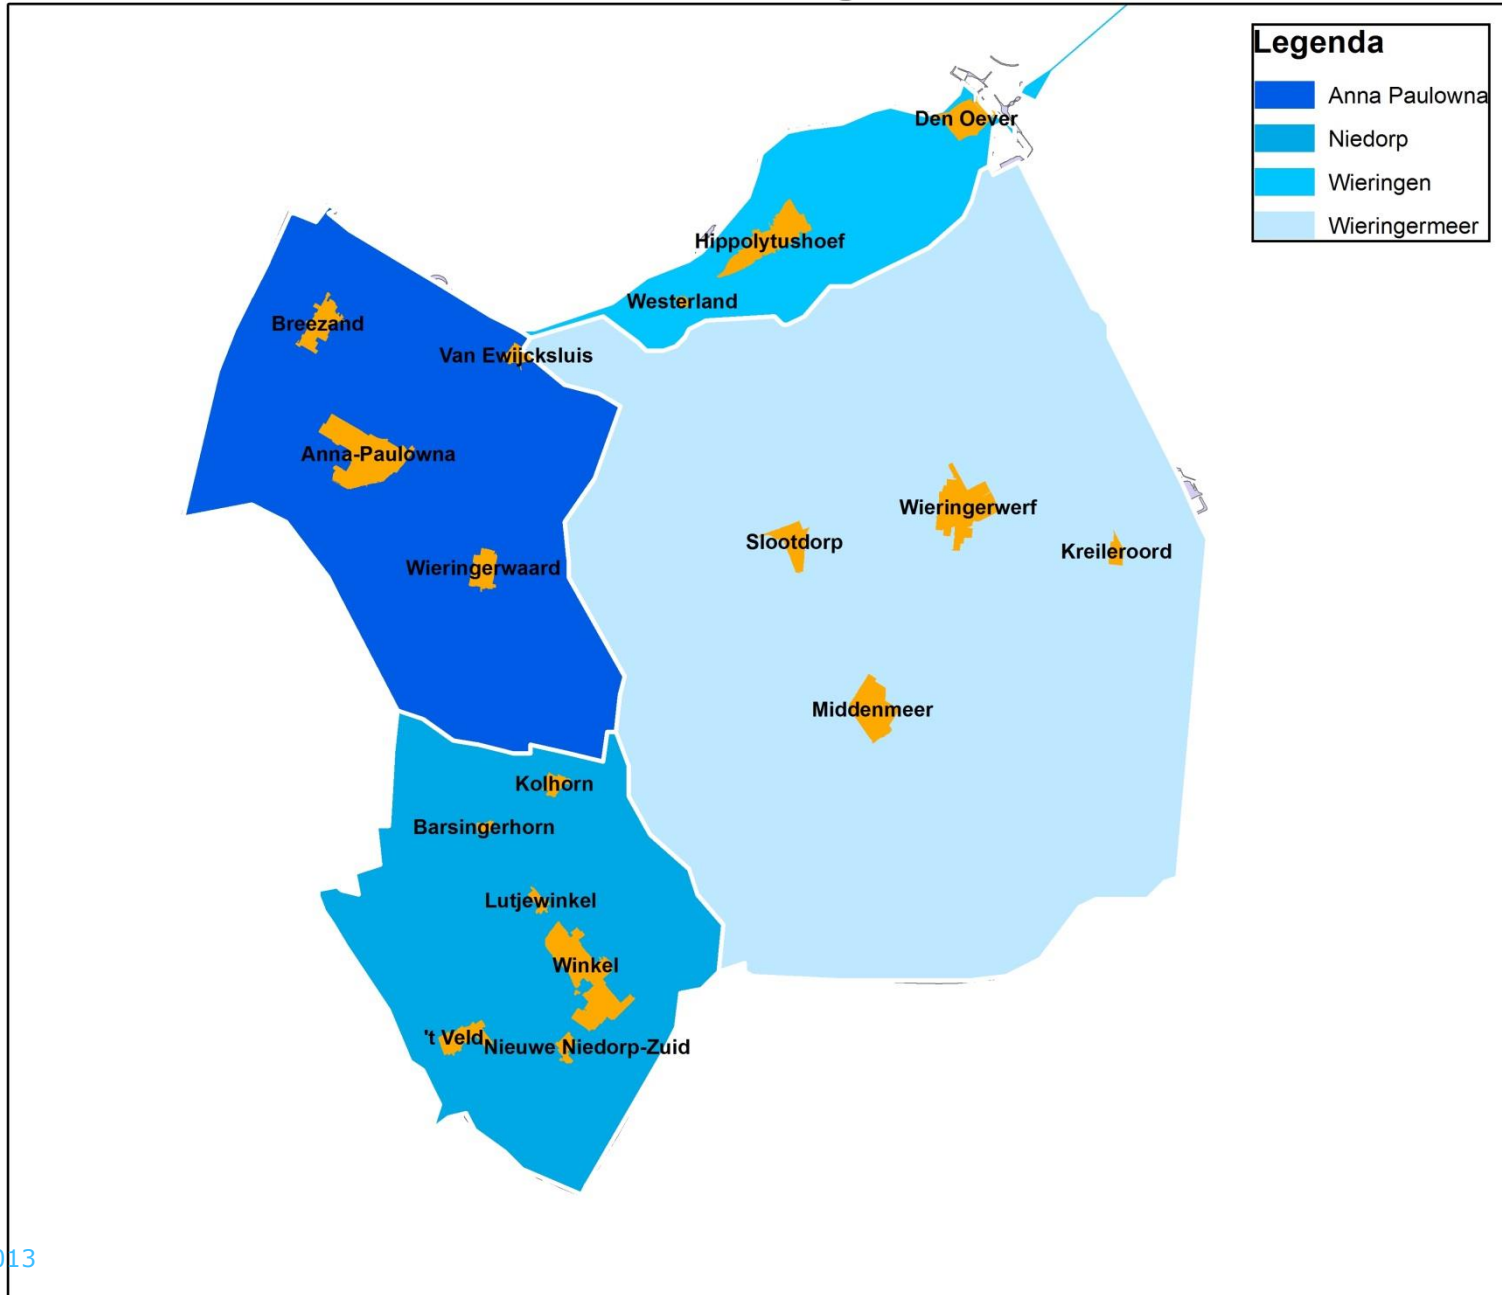 Legenda
Anna Paulowna
Niedorp
Wieringen
Wieringermeer
Den Oever
Hippolytushoef
Westerland
Breezand
Van Ewijcksluis
Anna-Paulowna
Wieringerwerf
Slootdorp
Kreileroord
Wieringerwaard
Middenmeer
Kolhorn
Barsingerhorn
Lutjewinkel
Winkel
't Veld
Nieuwe Niedorp-Zuid
013